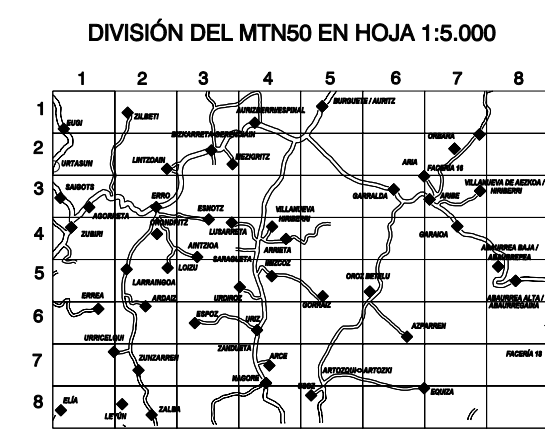 DIVISIÓN DEL MTN50 EN HOJA 1:5.000
1 2 3 4 5 6 7 8
1
EUGI
ZILBETI
AURIZBERRI/ESPINAL
BURGUETE / AURITZ
2
URTASUN
LINTZOAIN
BIZKARRETA-GERENDIAIN
MEZKIRITZ
ORBARA
ARIA
FACERÍA 18
3
SAIGOTS
AGORRETA
ERRO
ESNOTZ
GARRALDA
ARIBE
VILLANUEVA DE AEZKOA /
HIRIBERRI
4
ZUBIRI
ORONDRITZ
AINTZIOA
LUSARRETA
VILLANUEVA
HIRIBERRI
ARRIETA
GARAIOA
ABAURREA BAJA /
ABAURREPEA
5
LARRAINGOA
LOIZU
SARAGUETA
IMIZCOZ
URDIROZ
GORRAIZ
OROZ BETELU
ABAURREA ALTA /
ABAURREGAINA
6
ERREA
ARDAIZ
ESPOZ
URIZ
AZPARREN
7
URRICELQUI
ZUNZARREN
ZANDUETA
ARCE
ARTOZQUI
ARTOZKI
FACERÍA 18
8
ELÍA
LEYÚN
ZALBA
NAGORE
EQUIZA